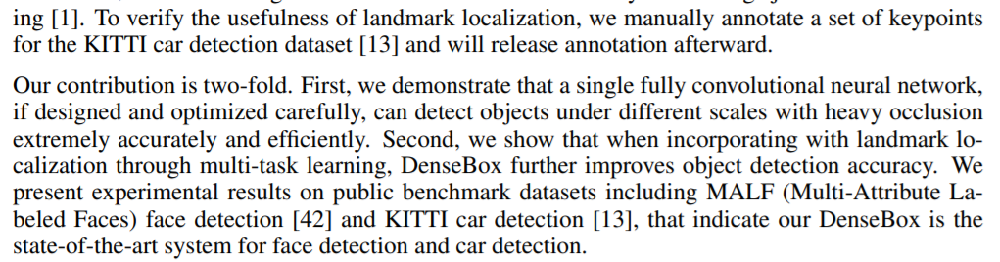 ing [1]. To verify the usefulness of landmark localization, we manually annotate a set of keypoints
for the KITTI car detection dataset [13] and will release annotation afterward.
Our contribution is two-fold. First, we demonstrate that a single fully convolutional neural network,
if designed and optimized carefully, can detect objects under different scales with heavy occlusion
extremely accurately and efficiently. Second, we show that when incorporating with landmark lo-
calization through multi-task learning, DenseBox further improves object detection accuracy. We
present experimental results on public benchmark datasets including MALF (Multi-Attribute La-
beled Faces) face detection [42] and KITTI car detection [13], that indicate our DenseBox is the
state-of-the-art system for face detection and car detection.